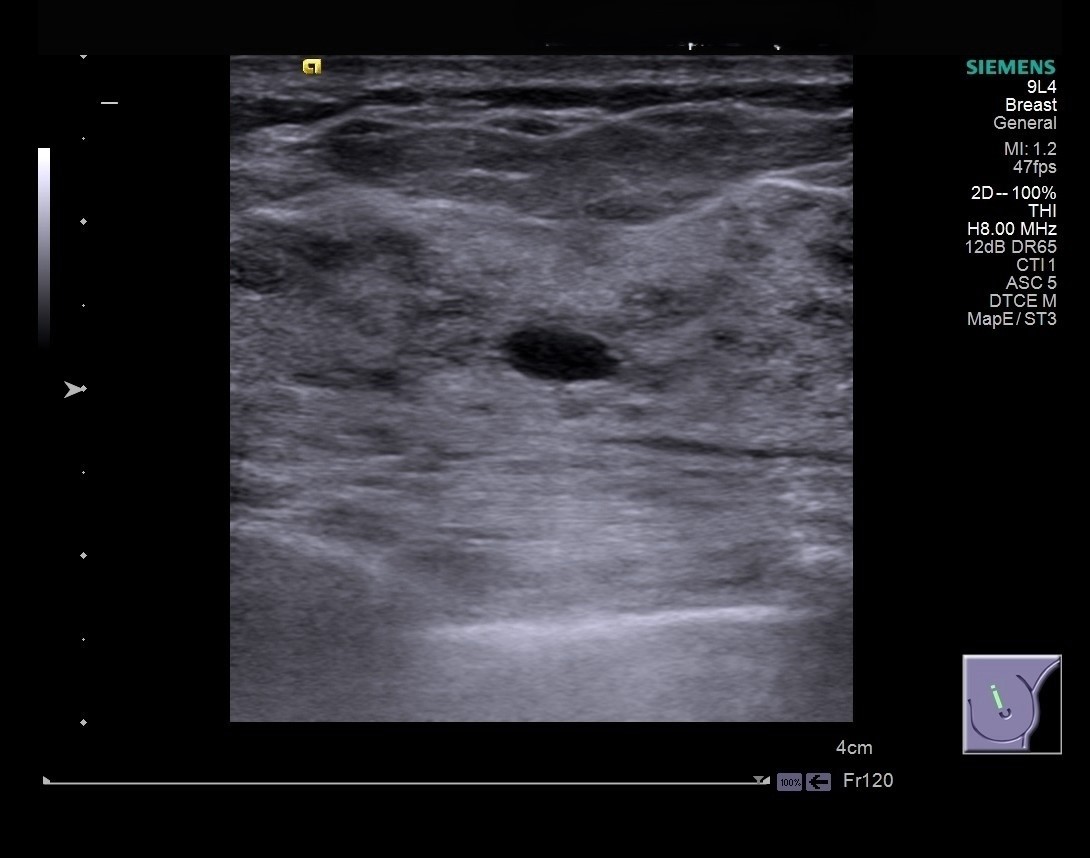 SIEMENS
9L4
Breast
General
MI: 1.2
47fps
2D--100%
THI
H8.00 MHz
12dB DR65
CTI 1
ASC 5
DTCE M
MapE / ST3
4cm
100%
Fr120